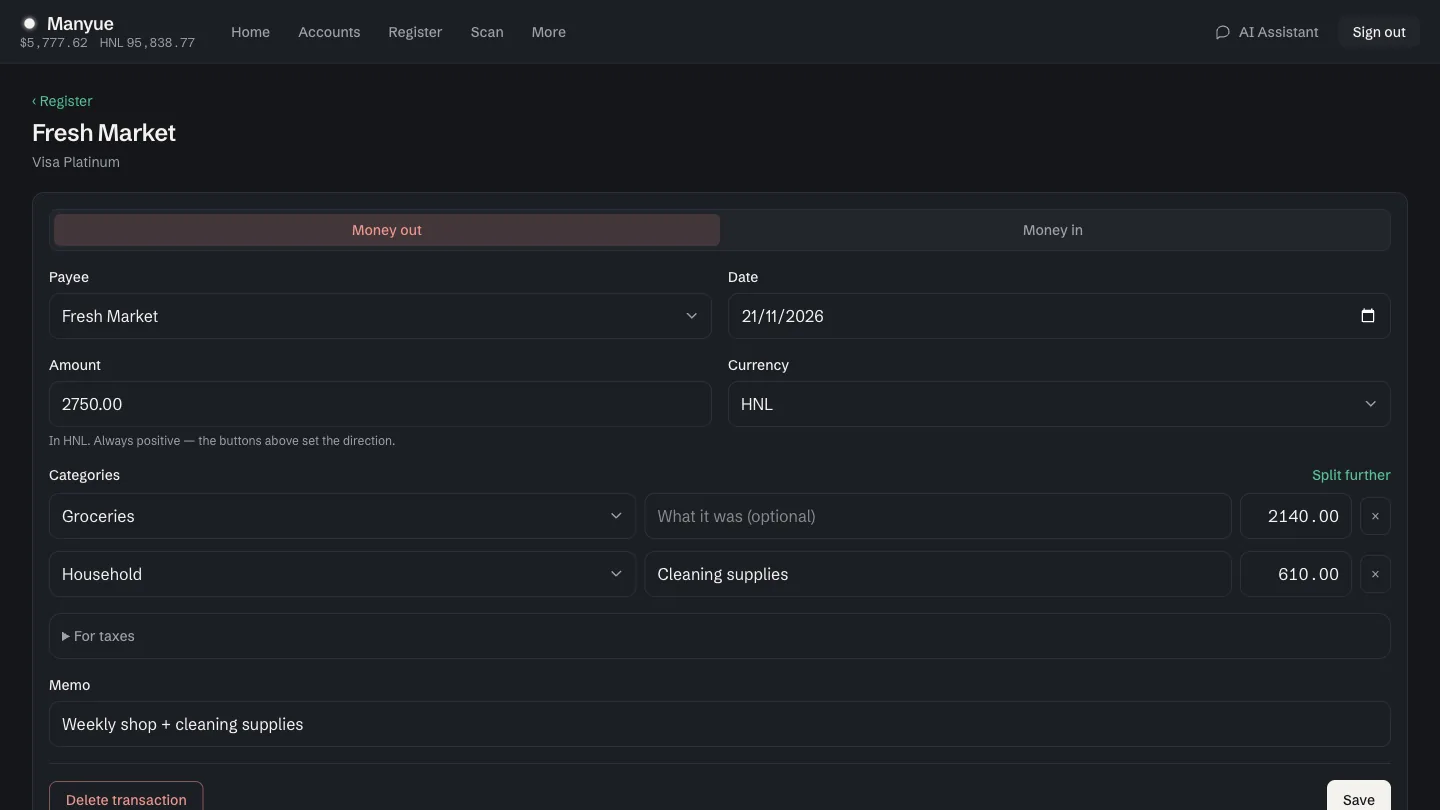 Manyue
$5,777.62 HNL 95,838.77
Home Accounts Register Scan More
AI Assistant
Sign out
‹ Register
Fresh Market
Visa Platinum
Money out Money in
Payee Date
Fresh Market 21/11/2026
Amount Currency
2750.00 HNL
In HNL. Always positive — the buttons above set the direction.
Categories Split further
Groceries What it was (optional) 2140.00 ×
Household Cleaning supplies 610.00 ×
▶ For taxes
Memo
Weekly shop + cleaning supplies
Delete transaction Save